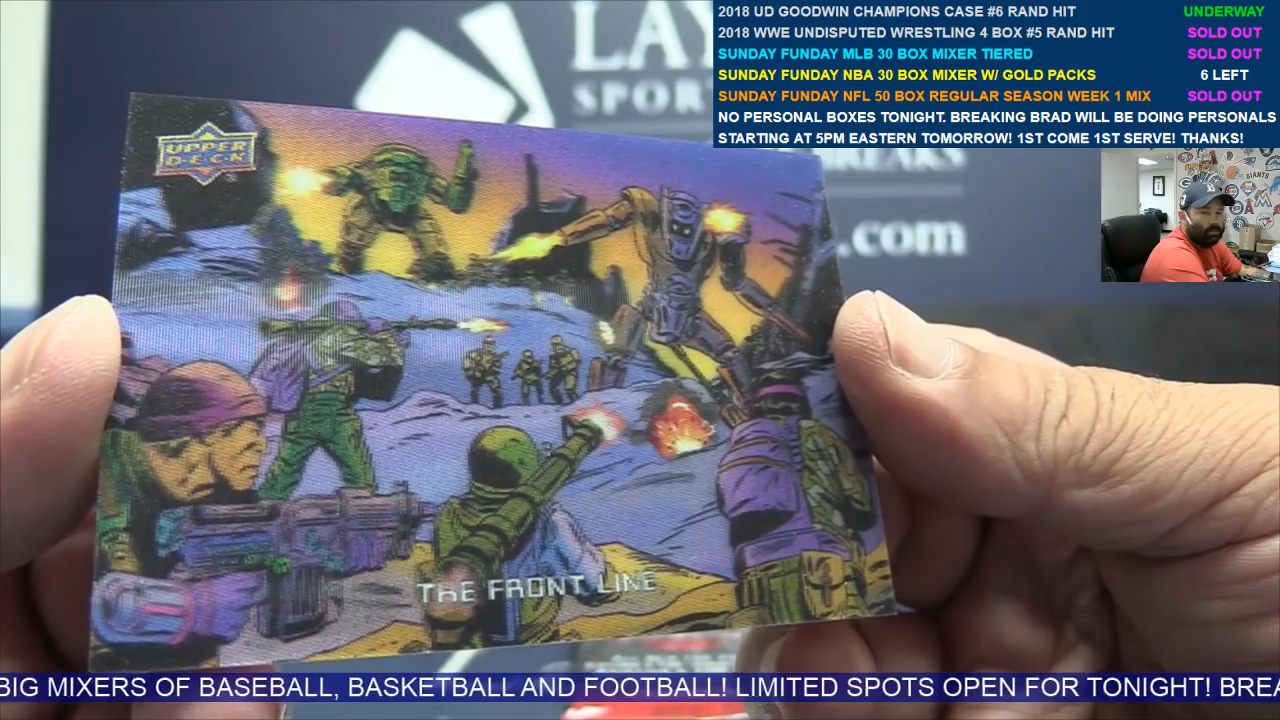 2018 UD GOODWIN CHAMPIONS CASE #6 RAND HIT UNDERWAY
2018 WWE UNDISPUTED WRESTLING 4 BOX #5 RAND HIT SOLD OUT
SUNDAY FUNDAY MLB 30 BOX MIXER TIERED SOLD OUT
SUNDAY FUNDAY NBA 30 BOX MIXER W/ GOLD PACKS 6 LEFT
SUNDAY FUNDAY NFL 50 BOX REGULAR SEASON WEEK 1 MIX SOLD OUT
NO PERSONAL BOXES TONIGHT. BREAKING BRAD WILL BE DOING PERSONALS
STARTING AT 5PM EASTERN TOMORROW! 1ST COME 1ST SERVE! THANKS!
LAY
SPOR
.com
UPPER
DECK
THE FRONT LINE
BIG MIXERS OF BASEBALL, BASKETBALL AND FOOTBALL! LIMITED SPOTS OPEN FOR TONIGHT! BREA